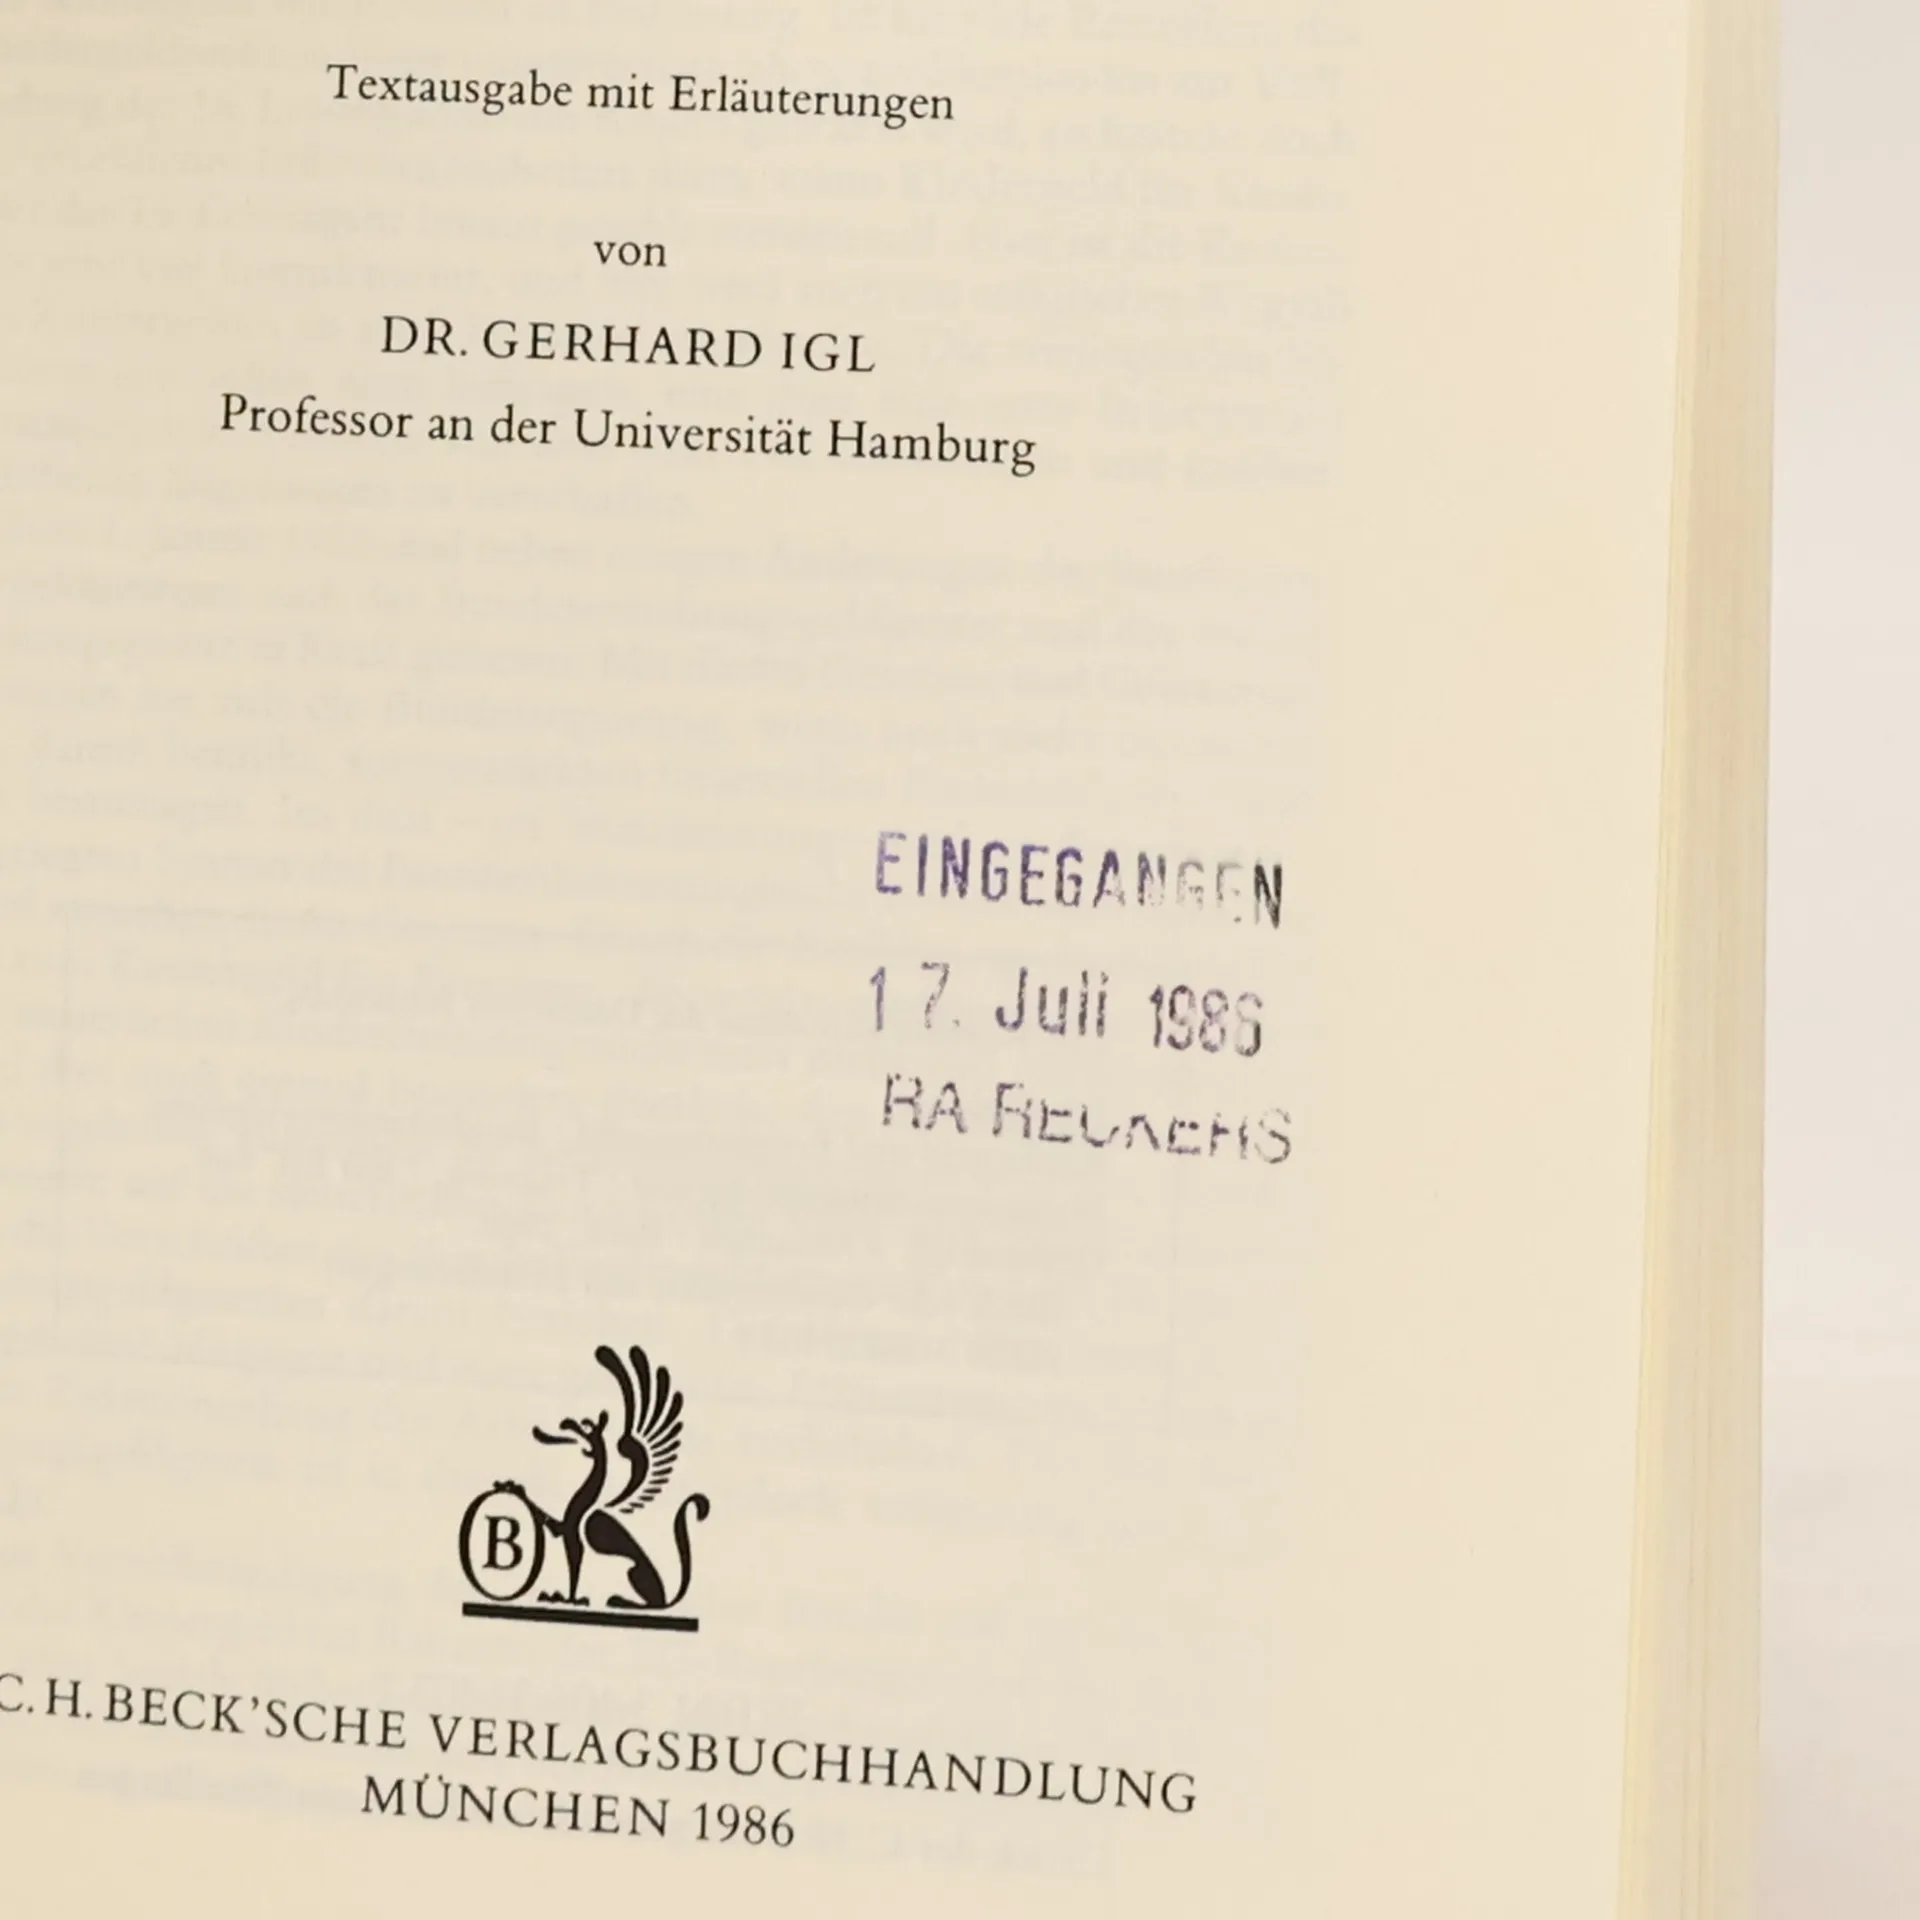 Textausgabe mit Erläuterungen
von
DR. GERHARD IGL
Professor an der Universität Hamburg
EINGEGANGEN
17. Juli 1986
RA
B
C.H.BECK'SCHE VERLAGSBUCHHANDLUNG
MÜNCHEN 1986